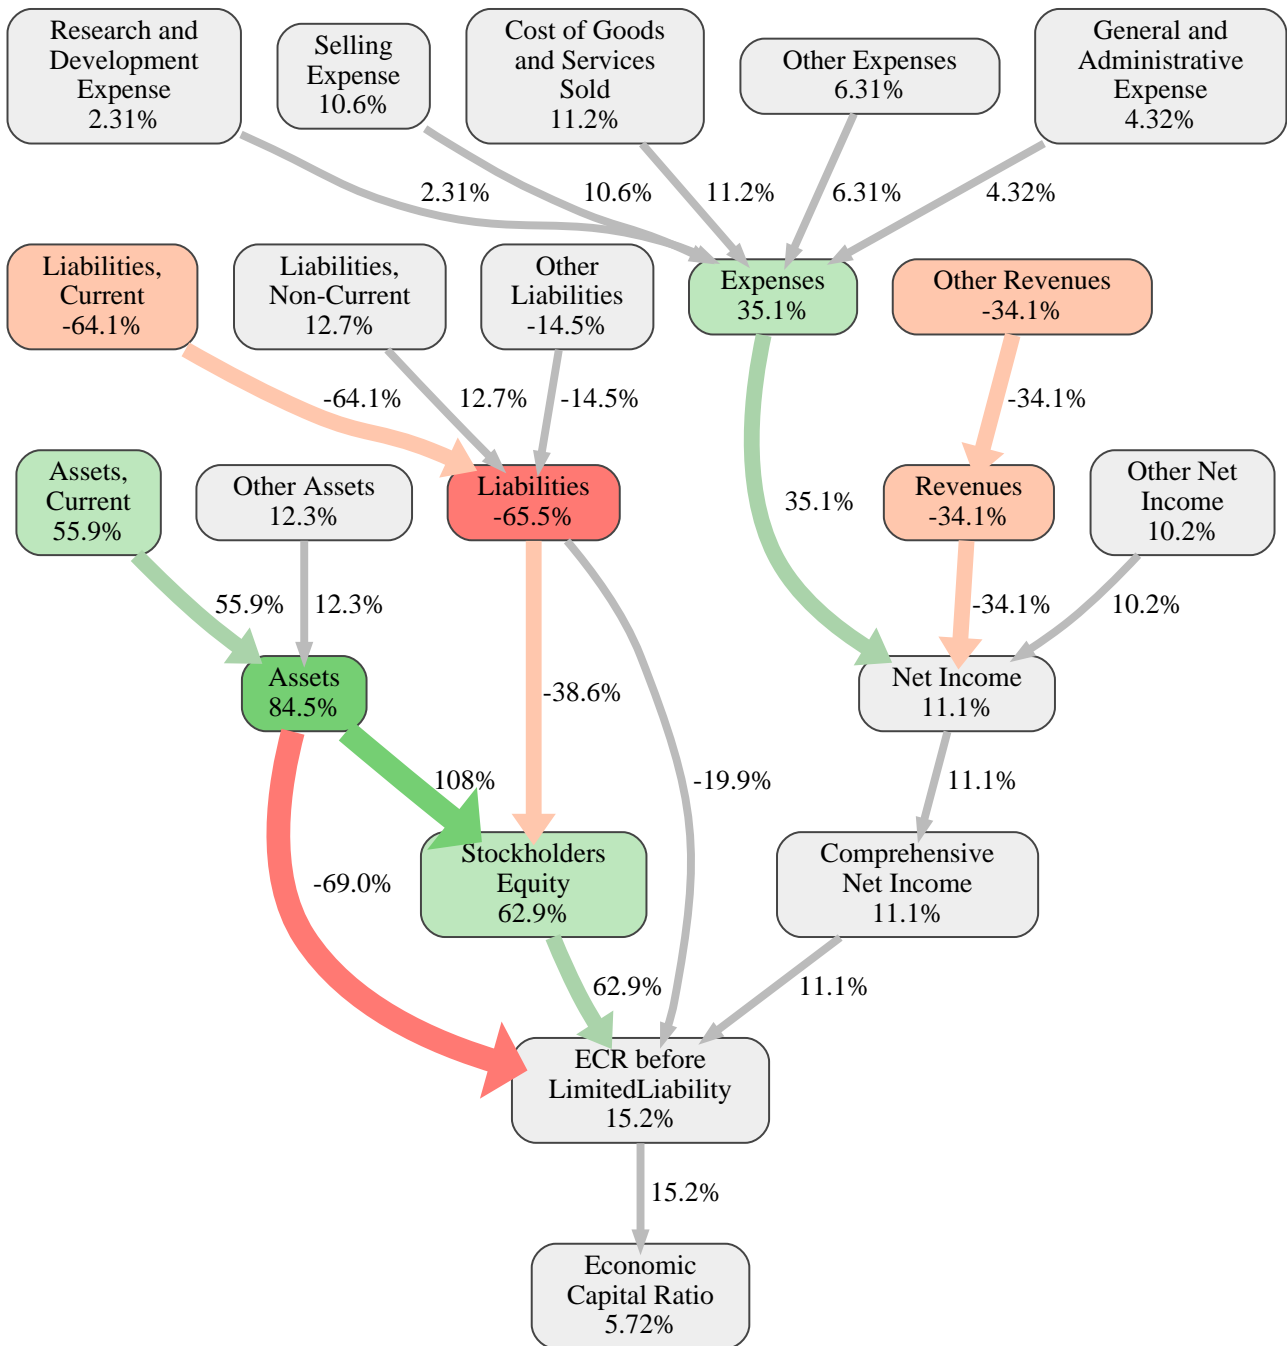 Research and
Development
Expense
2.31%
Selling
Expense
10.6%
Cost of Goods
and Services
Sold
11.2%
Other Expenses
6.31%
General and
Administrative
Expense
4.32%
2.31%
10.6%
11.2%
6.31%
4.32%
Liabilities,
Current
-64.1%
Liabilities,
Non-Current
12.7%
Other
Liabilities
-14.5%
Expenses
35.1%
Other Revenues
-34.1%
-64.1%
12.7%
-14.5%
-34.1%
Assets,
Current
55.9%
Other Assets
12.3%
Liabilities
-65.5%
35.1%
Revenues
-34.1%
Other Net
Income
10.2%
55.9%
12.3%
-34.1%
10.2%
Assets
84.5%
-38.6%
Net Income
11.1%
108%
-19.9%
11.1%
-69.0%
Stockholders
Equity
62.9%
Comprehensive
Net Income
11.1%
62.9%
11.1%
ECR before
LimitedLiability
15.2%
15.2%
Economic
Capital Ratio
5.72%